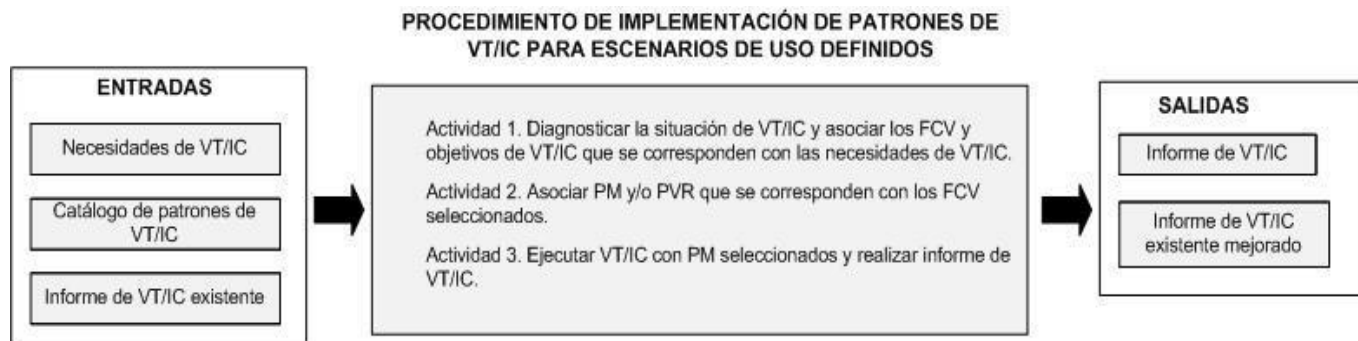 PROCEDIMIENTO DE IMPLEMENTACIÓN DE PATRONES DE
VT/IC PARA ESCENARIOS DE USO DEFINIDOS
ENTRADAS
Necesidades de VT/IC
Catálogo de patrones de
VT/IC
Informe de VT/IC existente
Actividad 1. Diagnosticar la situación de VT/IC y asociar los FCV y
objetivos de VT/IC que se corresponden con las necesidades de VT/IC.
Actividad 2. Asociar PM y/o PVR que se corresponden con los FCV
seleccionados.
Actividad 3. Ejecutar VT/IC con PM seleccionados y realizar informe de
VT/IC.
SALIDAS
Informe de VT/IC
Informe de VT/IC
existente mejorado